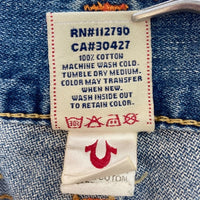 RN#112790
CA#30427
100% COTTON
MACHINE WASH COLD.
TUMBLE DRY MEDIUM.
COLOR MAY TRANSFER
WHEN NEW.
WASH INSIDE OUT
TO RETAIN COLOR.